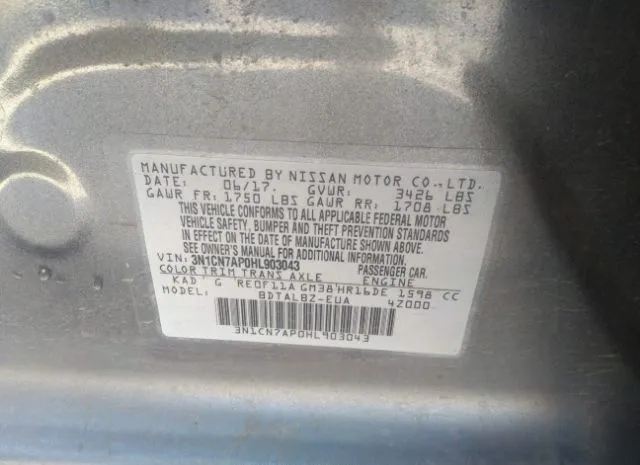 MANUFACTURED BY NISSAN MOTOR CO., LTD.
DATE: 06/17. GVWR: 3426 LBS
GAWR FR: 1750 LBS GAWR RR: 1708 LBS
THIS VEHICLE CONFORMS TO ALL APPLICABLE FEDERAL MOTOR
VEHICLE SAFETY, BUMPER AND THEFT PREVENTION STANDARDS
IN EFFECT ON THE DATE OF MANUFACTURE SHOWN ABOVE.
SEE OWNER'S MANUAL FOR ADDITIONAL INFORMATION.
VIN: 3N1CN7AP0HL903043 PASSENGER CAR.
COLOR TRIM TRANS AXLE ENGINE
KAD G RE0F11A GM38 HR16DE 1598 CC
BDTALBZ-EUA 4Z000
3N1CN7AP0HL903043